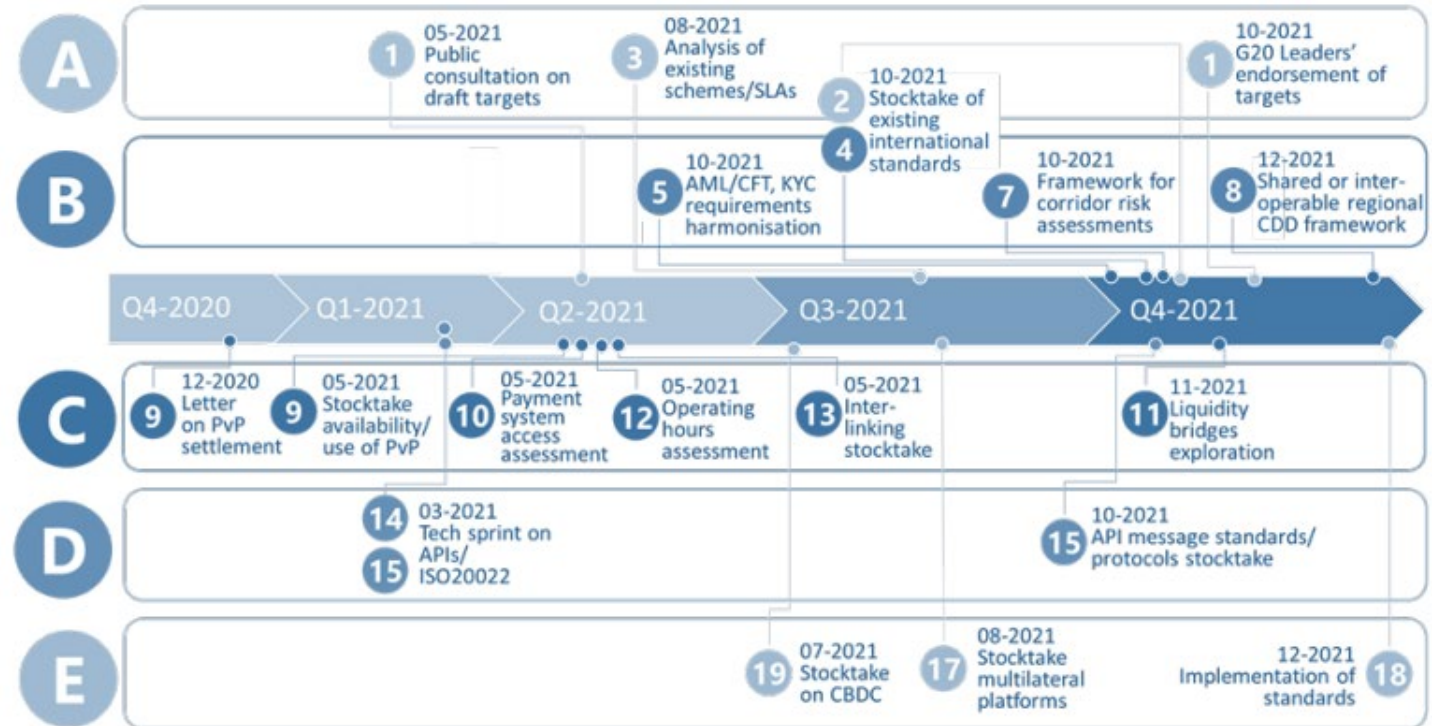 A
1
05-2021
Public
consultation on
draft targets
3
08-2021
Analysis of
existing
schemes/SLAs
2
4
10-2021
Stocktake of
existing
international
standards
1
10-2021
G20 Leaders'
endorsement of
targets
B
5
10-2021
AML/CFT, KYC
requirements
harmonisation
7
10-2021
Framework for
corridor risk
assessments
8
12-2021
Shared or inter-
operable regional
CDD framework
Q4-2020
Q1-2021
Q2-2021
Q3-2021
Q4-2021
C
9
12-2020
Letter
on PvP
settlement
9
05-2021
Stocktake
availability/
use of PvP
10
05-2021
Payment
system
access
assessment
12
05-2021
Operating
hours
assessment
13
05-2021
Inter-
linking
stocktake
11
11-2021
Liquidity
bridges
exploration
D
14
15
03-2021
Tech sprint on
APIs/
ISO20022
15
10-2021
API message standards/
protocols stocktake
E
19
07-2021
Stocktake
on CBDC
17
08-2021
Stocktake
multilateral
platforms
12-2021
Implementation of
standards
18